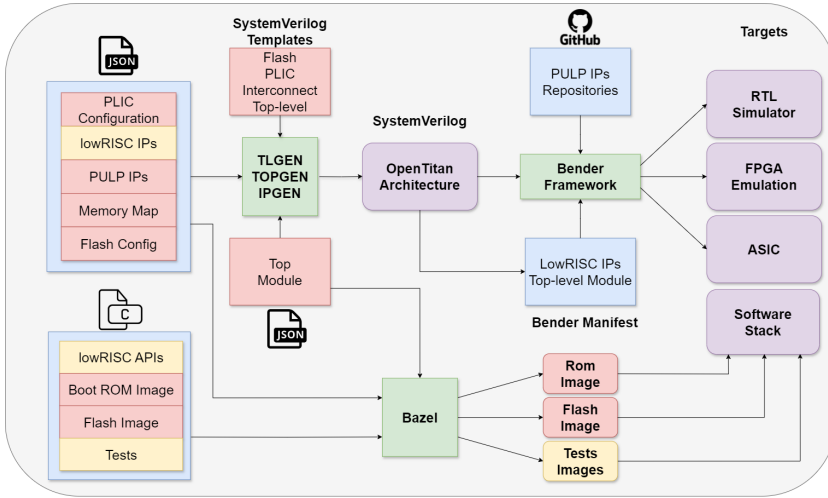 SystemVerilog
Templates
GitHub
Targets
JSON
Flash
PLIC
Interconnect
Top-level
PULP IPs
Repositories
RTL
Simulator
PLIC
Configuration
lowRISC IPs
PULP IPs
Memory Map
Flash Config
TLGEN
TOPGEN
IPGEN
SystemVerilog
OpenTitan
Architecture
Bender
Framework
FPGA
Emulation
ASIC
Top
Module
JSON
LowRISC IPs
Top-level Module
Bender Manifest
Software
Stack
C
lowRISC APIs
Boot ROM Image
Flash Image
Tests
Bazel
Rom
Image
Flash
Image
Tests
Images